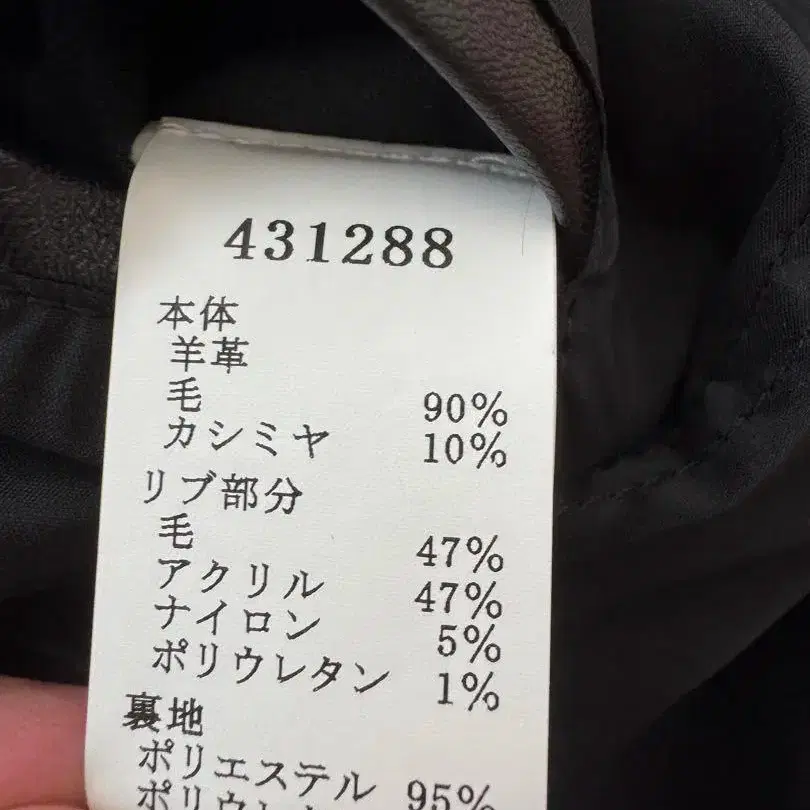 431288
本体
羊革
毛 90%
カシミヤ 10%
リブ部分
毛 47%
アクリル 47%
ナイロン 5%
ポリウレタン 1%
裏地
ポリエステル 95%